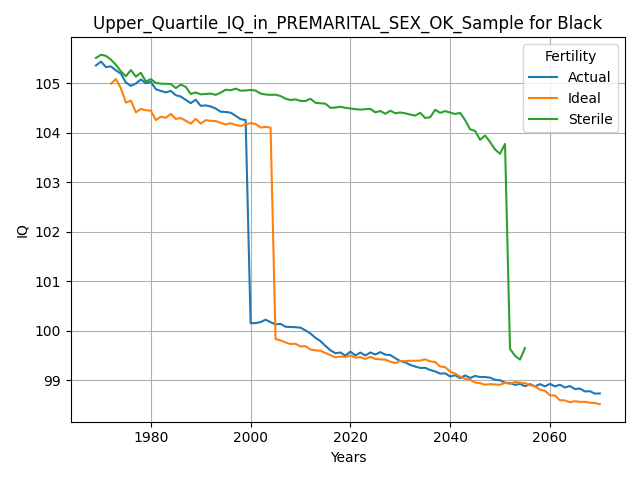 Upper_Quartile_IQ_in_PREMARITAL_SEX_OK_Sample for Black
Fertility
Actual
Ideal
Sterile
105
104
103
102
101
100
99
IQ
1980
2000
2020
2040
2060
Years